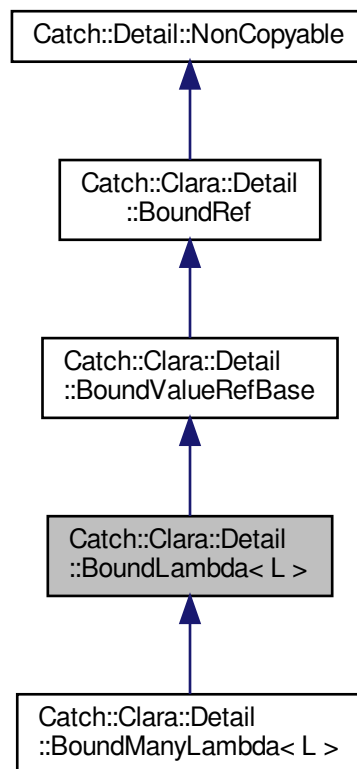 Catch::Detail::NonCopyable
Catch::Clara::Detail
::BoundRef
Catch::Clara::Detail
::BoundValueRefBase
Catch::Clara::Detail
::BoundLambda< L >
Catch::Clara::Detail
::BoundManyLambda< L >